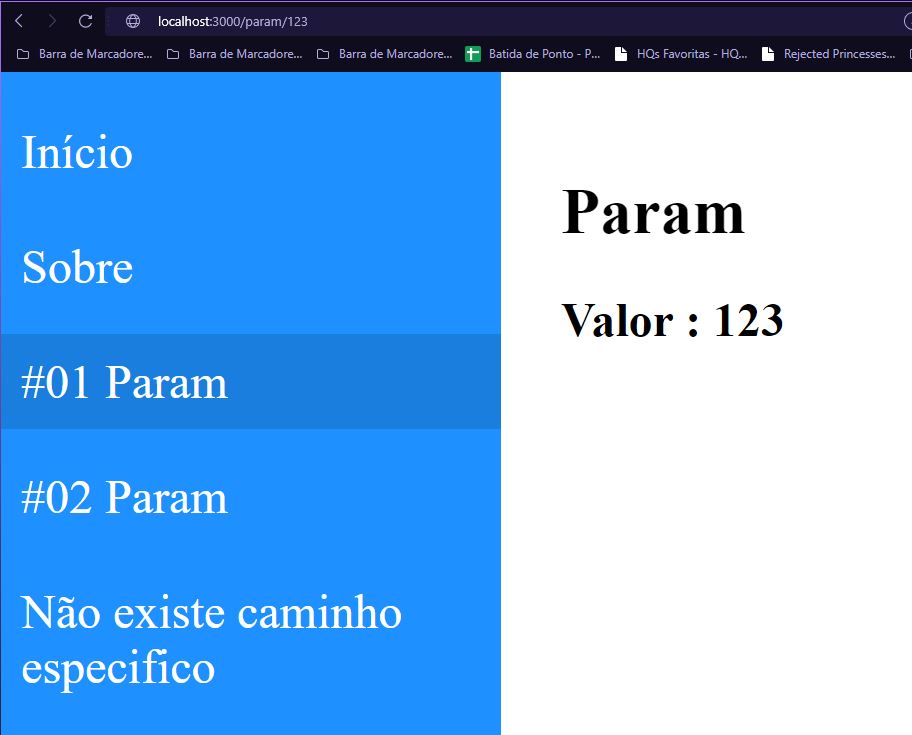 localhost:3000/param/123
Barra de Marcadore... Barra de Marcadore... Barra de Marcadore... Batida de Ponto - P... HQs Favoritas - HQ... Rejected Princesses...
Início
Sobre
#01 Param
#02 Param
Não existe caminho
especifico
Param
Valor : 123